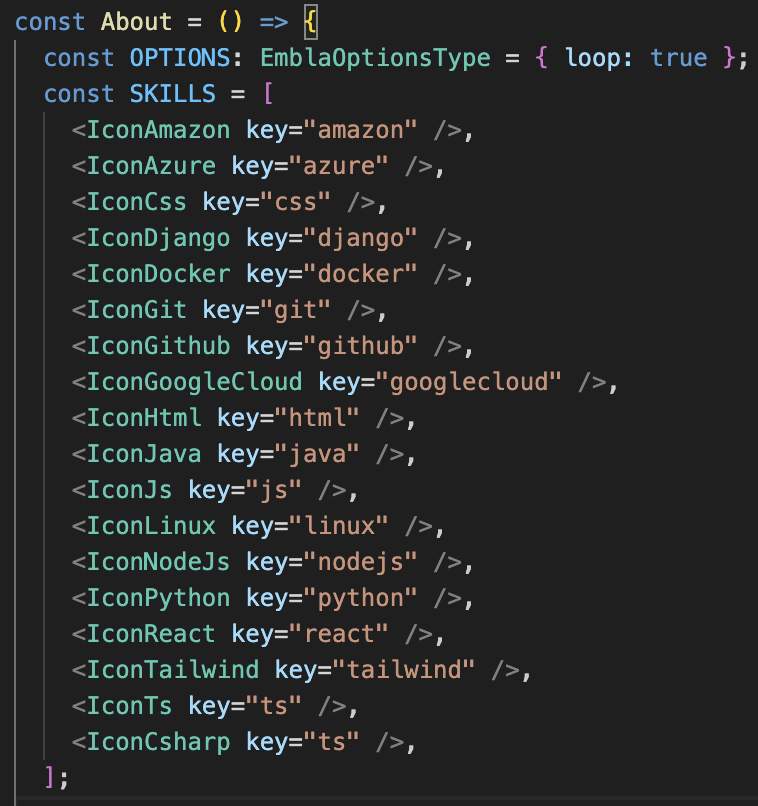 const About = () => {
  const OPTIONS: EmblaOptionsType = { loop: true };
  const SKILLS = [
    <IconAmazon key="amazon" />,
    <IconAzure key="azure" />,
    <IconCss key="css" />,
    <IconDjango key="django" />,
    <IconDocker key="docker" />,
    <IconGit key="git" />,
    <IconGithub key="github" />,
    <IconGoogleCloud key="googlecloud" />,
    <IconHtml key="html" />,
    <IconJava key="java" />,
    <IconJs key="js" />,
    <IconLinux key="linux" />,
    <IconNodeJs key="nodejs" />,
    <IconPython key="python" />,
    <IconReact key="react" />,
    <IconTailwind key="tailwind" />,
    <IconTs key="ts" />,
    <IconCsharp key="ts" />,
  ];